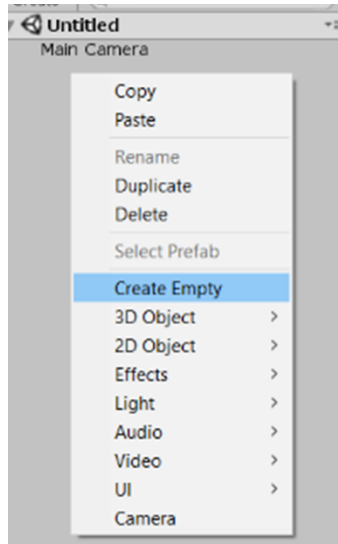 Untitled
Main Camera
Copy
Paste
Rename
Duplicate
Delete
Select Prefab
Create Empty
3D Object
2D Object
Effects
Light
Audio
Video
UI
Camera